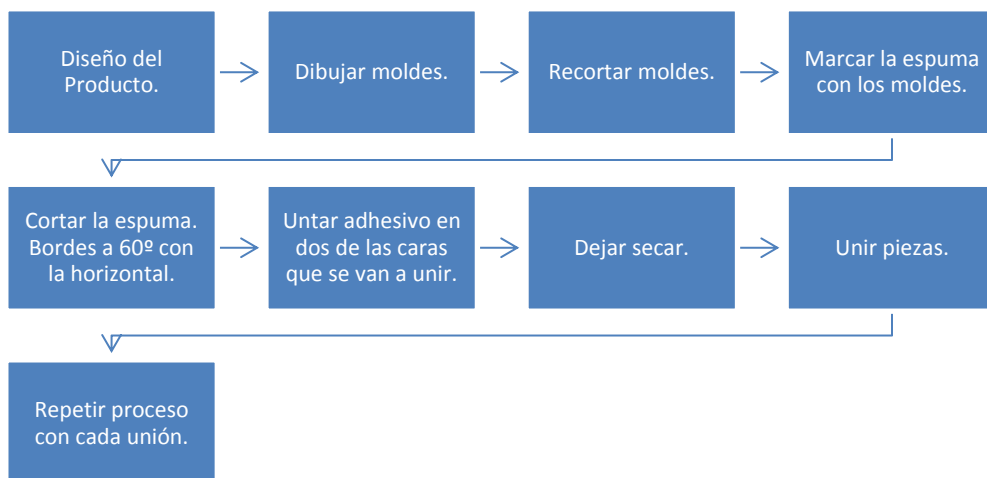 Diseño del
Producto.
Dibujar moldes.
Recortar moldes.
Marcar la espuma
con los moldes.
Cortar la espuma.
Bordes a 60º con
la horizontal.
Untar adhesivo en
dos de las caras
que se van a unir.
Dejar secar.
Unir piezas.
Repetir proceso
con cada unión.